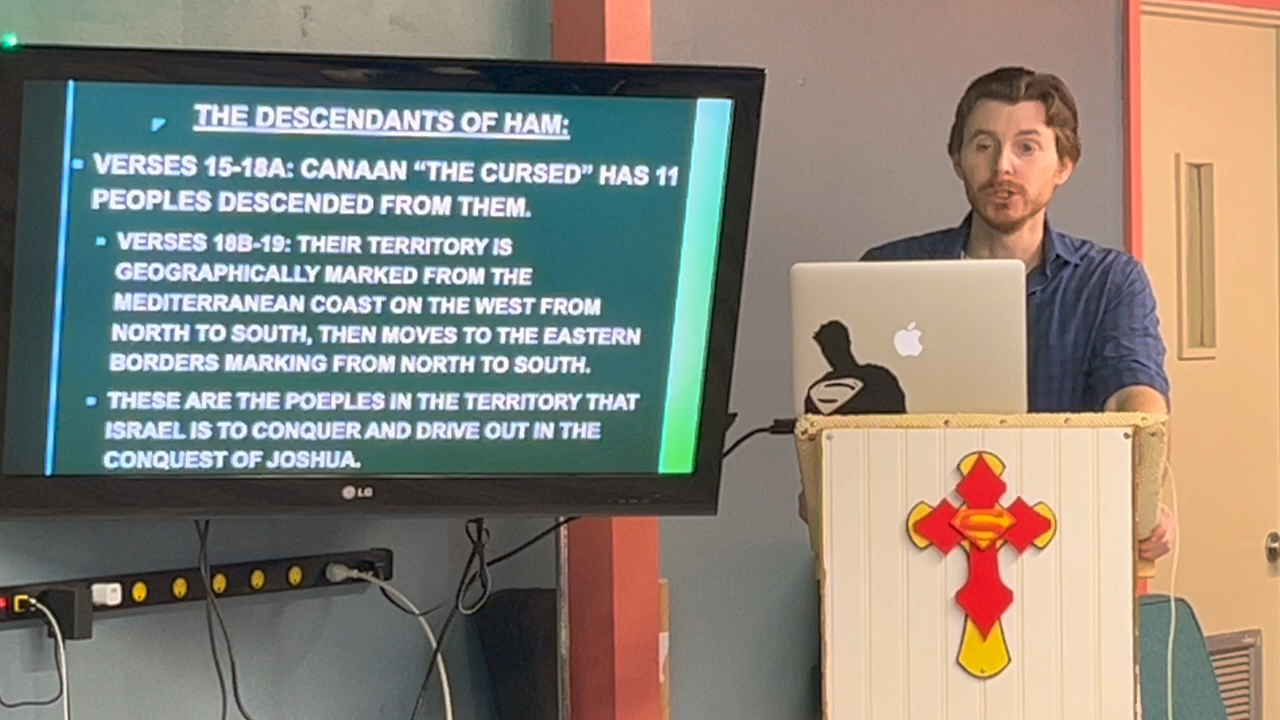 THE DESCENDANTS OF HAM:
VERSES 15-18A: CANAAN “THE CURSED” HAS 11
PEOPLES DESCENDED FROM THEM.
VERSES 18B-19: THEIR TERRITORY IS
GEOGRAPHICALLY MARKED FROM THE
MEDITERRANEAN COAST ON THE WEST FROM
NORTH TO SOUTH, THEN MOVES TO THE EASTERN
BORDERS MARKING FROM NORTH TO SOUTH.
THESE ARE THE POEPLES IN THE TERRITORY THAT
ISRAEL IS TO CONQUER AND DRIVE OUT IN THE
CONQUEST OF JOSHUA.
LG
S
S